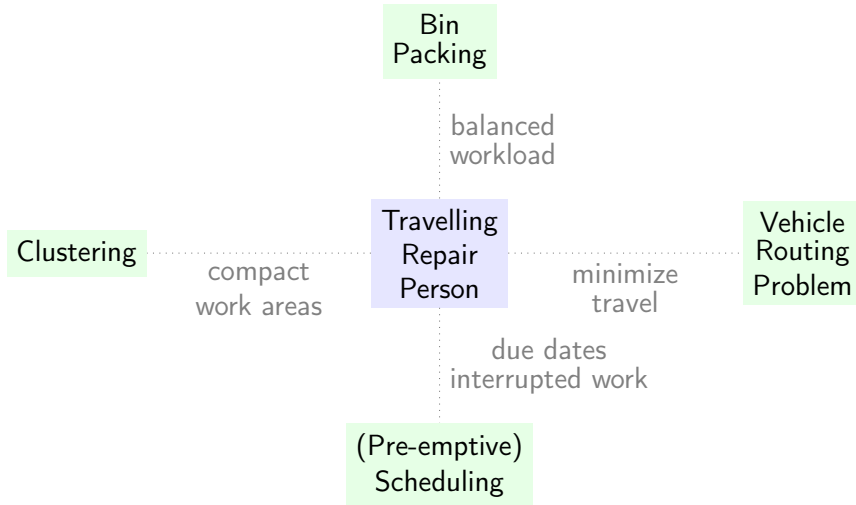 Bin
Packing
balanced
workload
Travelling
Repair
Person
Clustering
compact
work areas
Vehicle
Routing
Problem
minimize
travel
due dates
interrupted work
(Pre-emptive)
Scheduling